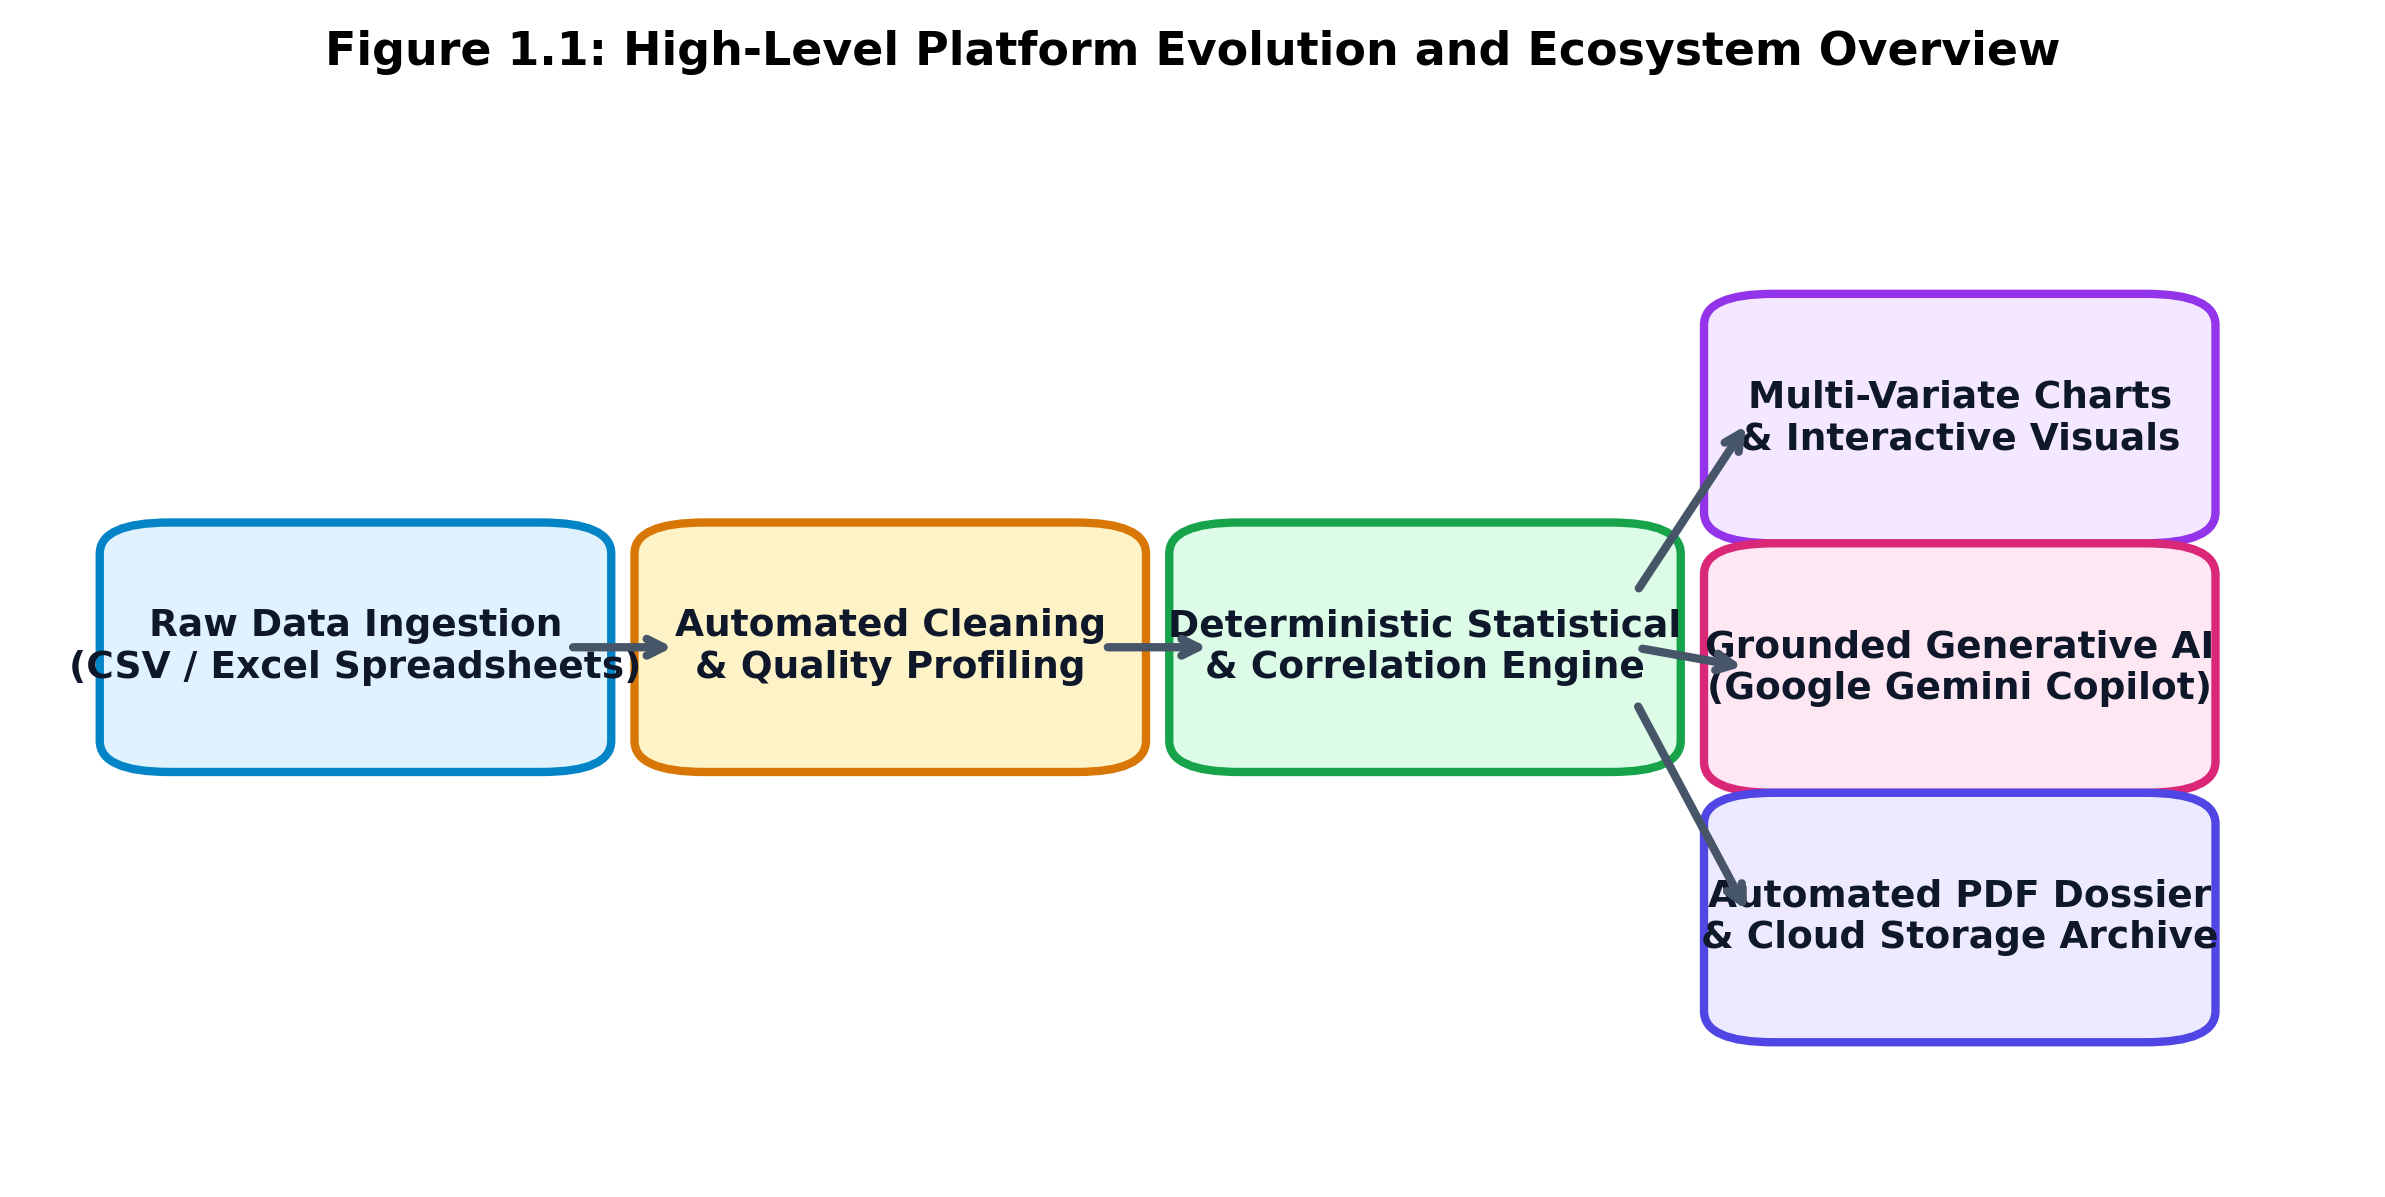 Figure 1.1: High-Level Platform Evolution and Ecosystem Overview
Raw Data Ingestion
(CSV / Excel Spreadsheets)
Automated Cleaning
& Quality Profiling
Deterministic Statistical
& Correlation Engine
Multi-Variate Charts
& Interactive Visuals
Grounded Generative AI
(Google Gemini Copilot)
Automated PDF Dossier
& Cloud Storage Archive